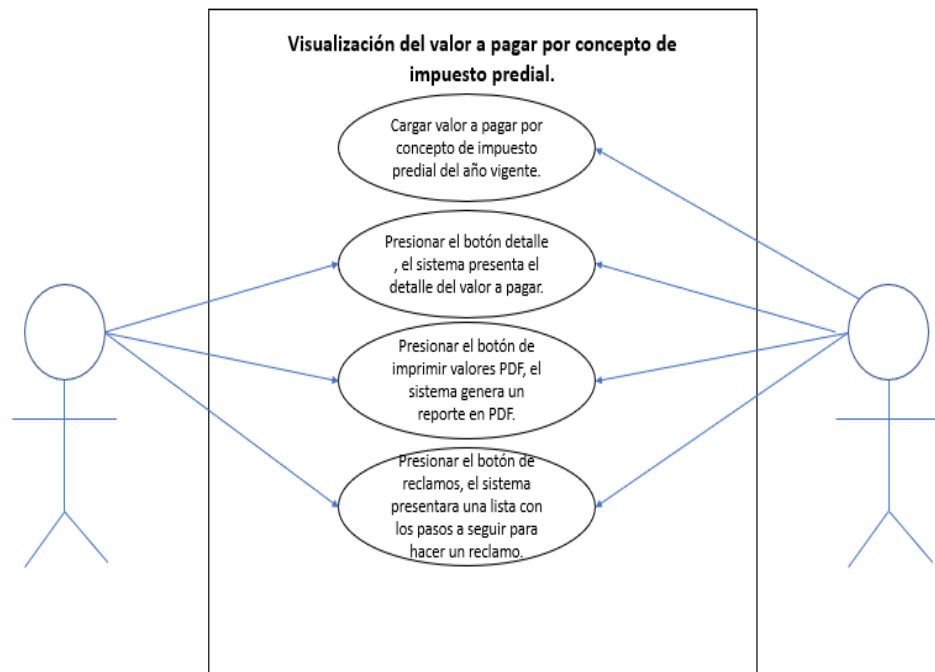 Visualización del valor a pagar por concepto de
impuesto predial.
Cargar valor a pagar por
concepto de impuesto
predial del año vigente.
Presionar el botón detalle
, el sistema presenta el
detalle del valor a pagar.
Presionar el botón de
imprimir valores PDF, el
sistema genera un
reporte en PDF.
Presionar el botón de
reclamos, el sistema
presentara una lista con
los pasos a seguir para
hacer un reclamo.